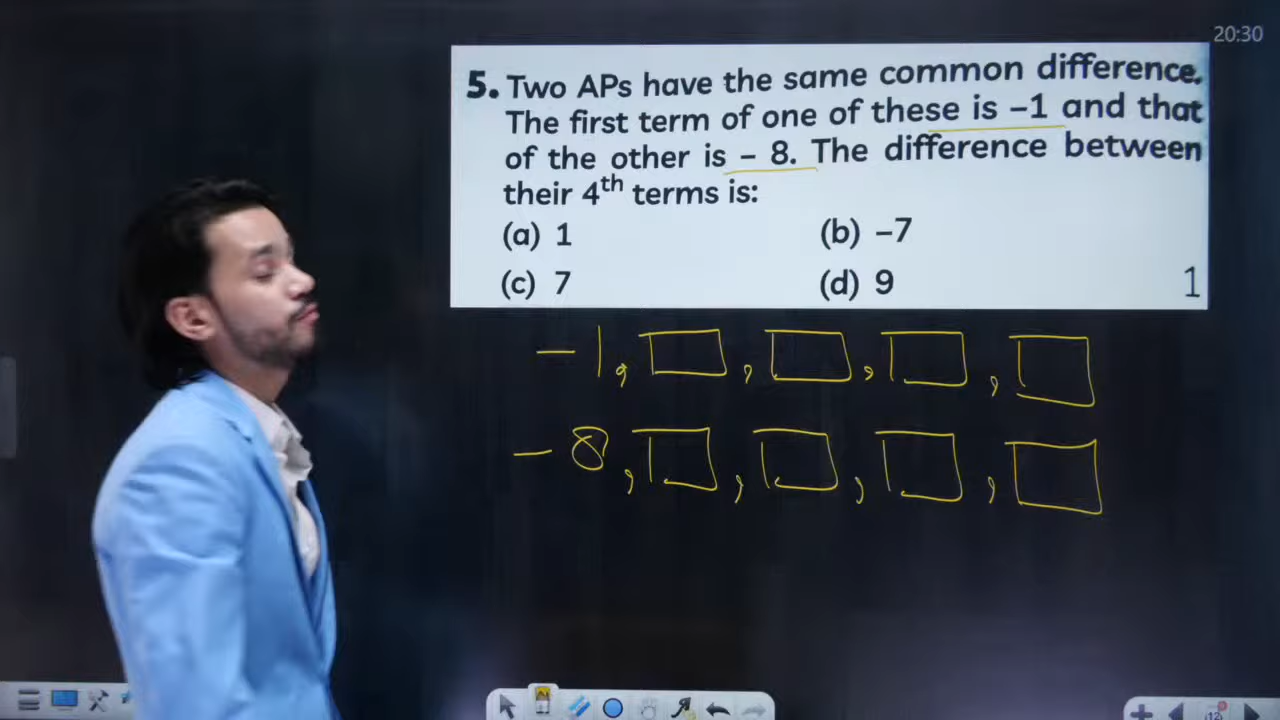 20:30
5. Two APs have the same common difference.
The first term of one of these is –1 and that
of the other is – 8. The difference between
their 4th terms is:
(a) 1 (b) –7
(c) 7 (d) 9 1
–1, , , ,
–8, , , ,
12